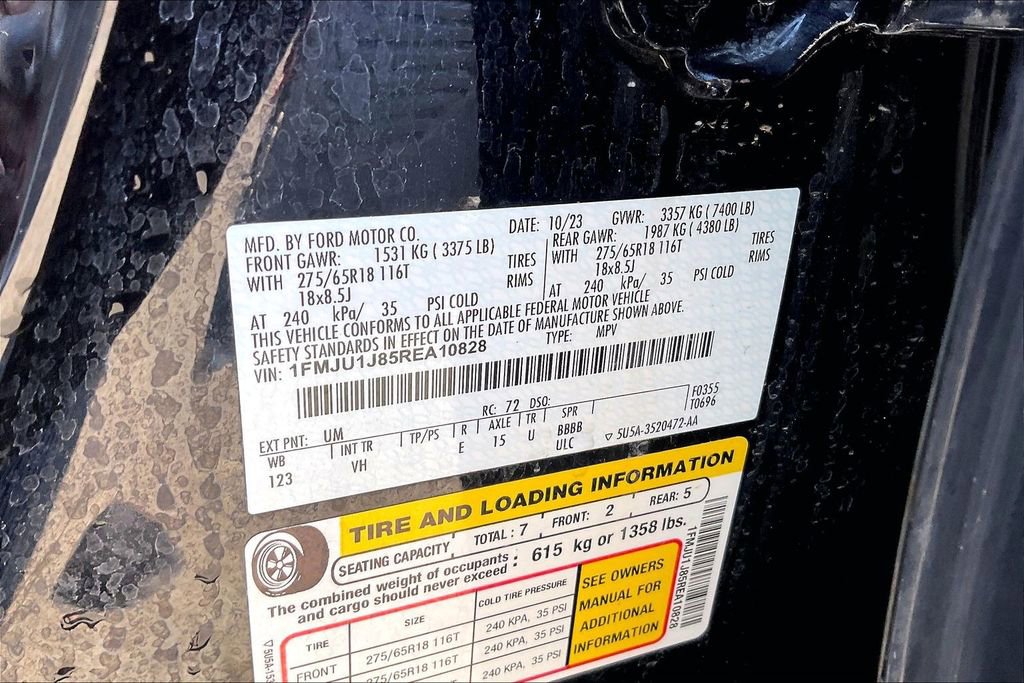 MFD. BY FORD MOTOR CO. DATE: 10/23 GVWR: 3357 KG ( 7400 LB)
FRONT GAWR: 1531 KG ( 3375 LB) REAR GAWR: 1987 KG ( 4380 LB)
WITH 275/65R18 116T TIRES WITH 275/65R18 116T TIRES
18x8.5J RIMS 18x8.5J RIMS
AT 240 kPa/ 35 PSI COLD AT 240 kPa/ 35 PSI COLD
THIS VEHICLE CONFORMS TO ALL APPLICABLE FEDERAL MOTOR VEHICLE
SAFETY STANDARDS IN EFFECT ON THE DATE OF MANUFACTURE SHOWN ABOVE.
VIN: 1FMJU1J85REA10828 TYPE: MPV
F0355
T0696
EXT PNT: UM RC: 72 DSO:
WB INT TR TP/PS R AXLE TR SPR
123 VH E 15 U BBBB
ULC ▽ 5U5A-3520472-AA
TIRE AND LOADING INFORMATION
SEATING CAPACITY TOTAL : 7 FRONT: 2 REAR: 5
The combined weight of occupants
and cargo should never exceed : 615 kg or 1358 lbs.
TIRE SIZE COLD TIRE PRESSURE
FRONT 275/65R18 116T 240 KPA, 35 PSI
275/65R18 116T 240 KPA, 35 PSI
240 KPA, 35 PSI
SEE OWNERS
MANUAL FOR
ADDITIONAL
INFORMATION
1FMJU1J85REA10828